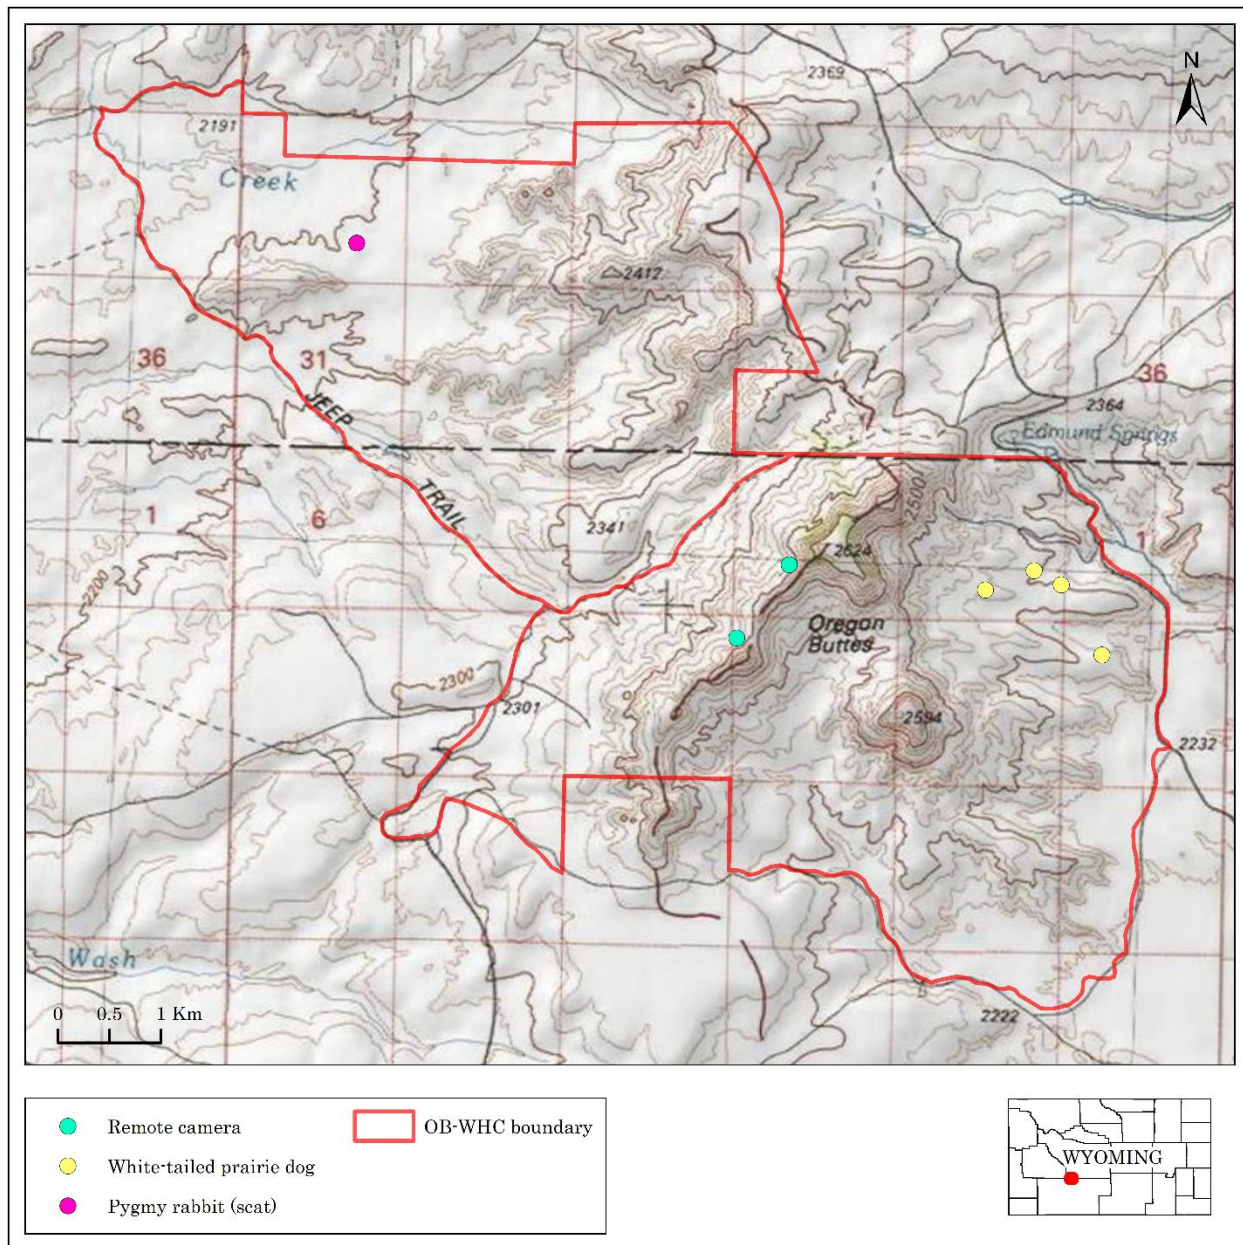 N
2369
2191
Creek
2412
36
31
36
JEEP
2364
Edmund Springs
TRAIL
2500
1
6
2341
1
2624
2200
Oregon
Buttes
2300
2301
2594
2232
Wash
0 0.5 1 Km
2222
Remote camera
OB-WHC boundary
White-tailed prairie dog
Pygmy rabbit (scat)
WYOMING